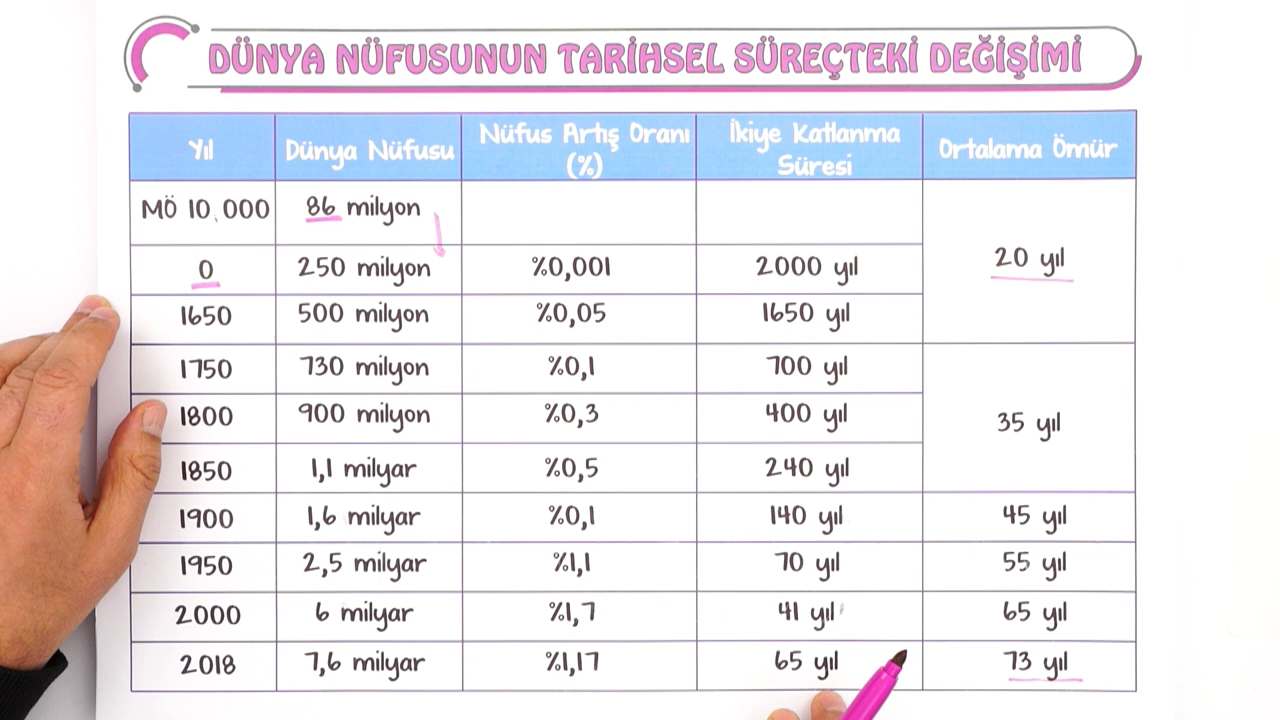 DÜNYA NÜFUSUNUN TARİHSEL SÜREÇTEKİ DEĞİŞİMİ
Yıl Dünya Nüfusu Nüfus Artış Oranı (%) İkiye Katlanma Süresi Ortalama Ömür
MÖ 10.000 86 milyon
0 250 milyon %0,001 2000 yıl 20 yıl
1650 500 milyon %0,05 1650 yıl
1750 730 milyon %0,1 700 yıl
1800 900 milyon %0,3 400 yıl 35 yıl
1850 1,1 milyar %0,5 240 yıl
1900 1,6 milyar %0,1 140 yıl 45 yıl
1950 2,5 milyar %1,1 70 yıl 55 yıl
2000 6 milyar %1,7 41 yıl 65 yıl
2018 7,6 milyar %1,17 65 yıl 73 yıl